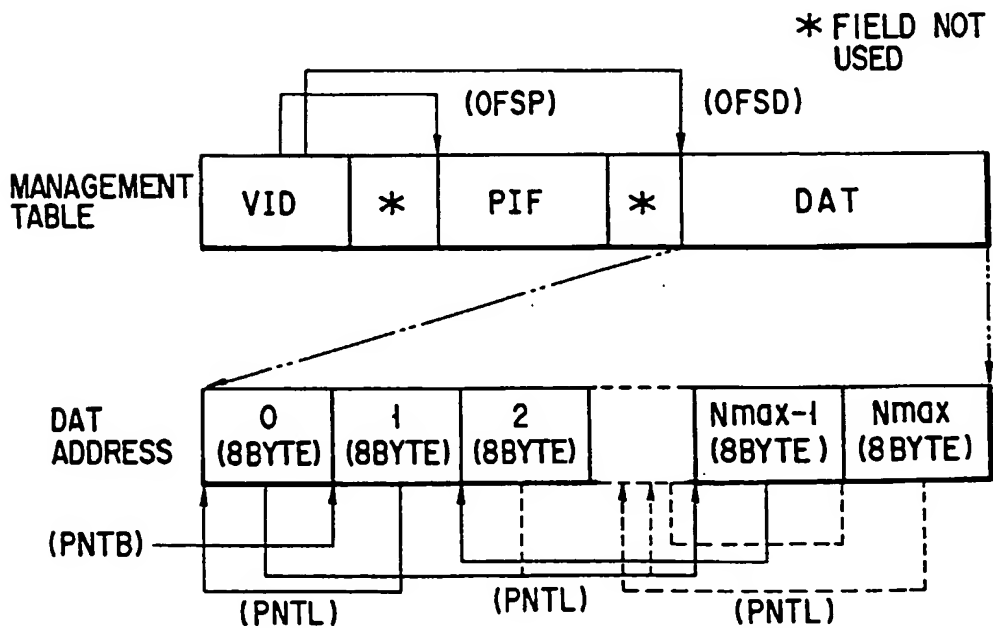 * FIELD NOT
USED
(OFSP)
(OFSD)
MANAGEMENT
TABLE
VID
*
PIF
*
DAT
DAT
ADDRESS
0
(8BYTE)
1
(8BYTE)
2
(8BYTE)
Nmax-1
(8BYTE)
Nmax
(8BYTE)
(PNTB)
(PNTL)
(PNTL)
(PNTL)